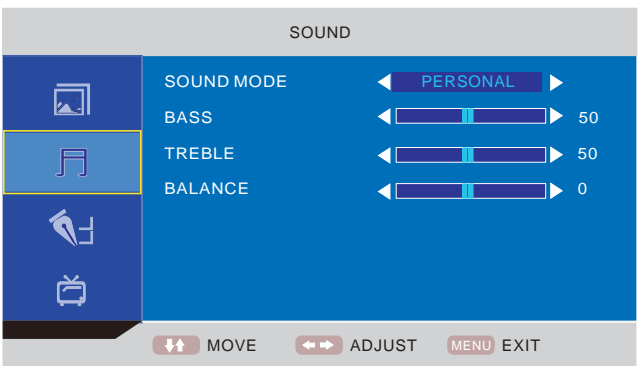 SOUND
SOUND MODE PERSONAL
BASS 50
TREBLE 50
BALANCE 0
MOVE ADJUST MENU EXIT